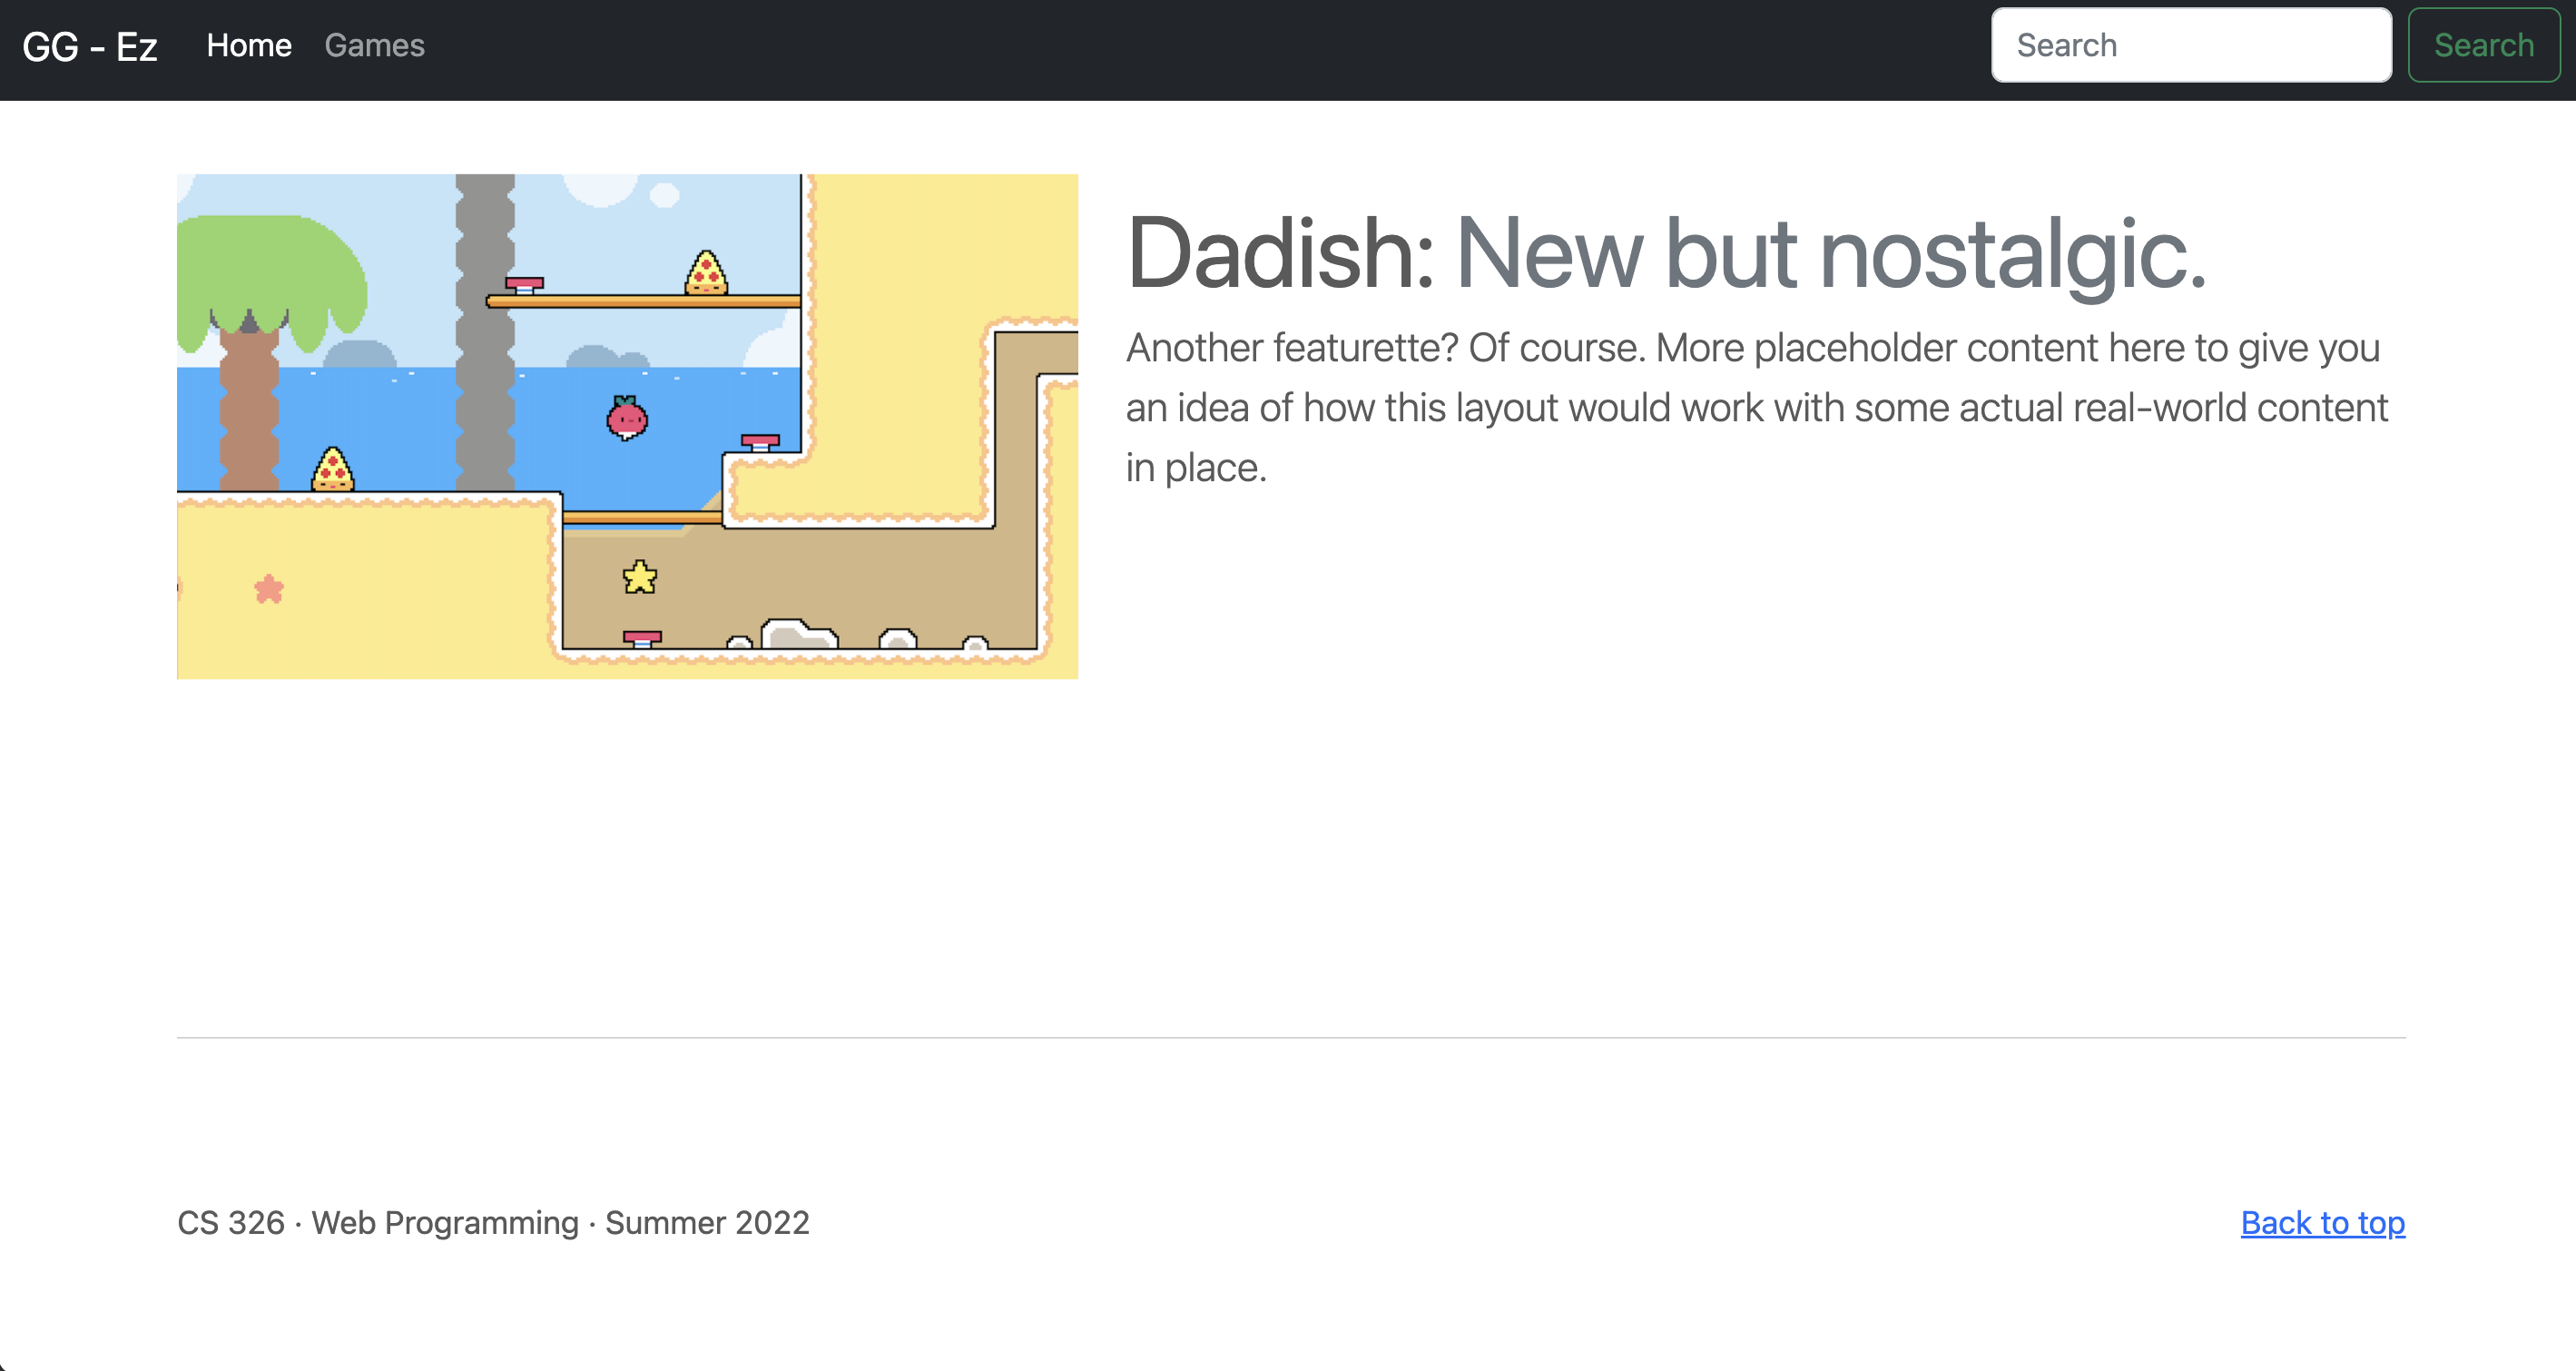 GG - Ez Home Games Search Search
Dadish: New but nostalgic.
Another featurette? Of course. More placeholder content here to give you
an idea of how this layout would work with some actual real-world content
in place.
CS 326 · Web Programming · Summer 2022 Back to top